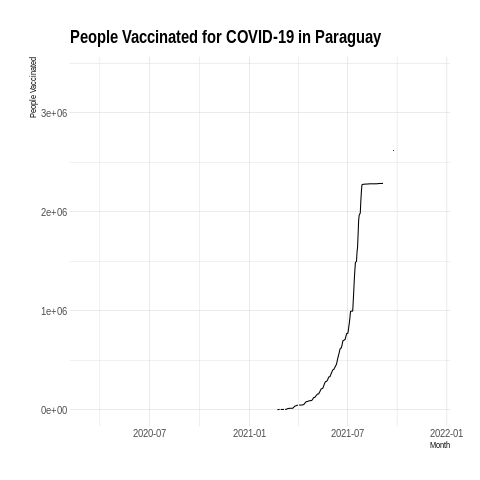 People Vaccinated for COVID-19 in Paraguay
People Vaccinated
3e+06
2e+06
1e+06
0e+00
2020-07
2021-01
2021-07
2022-01
Month